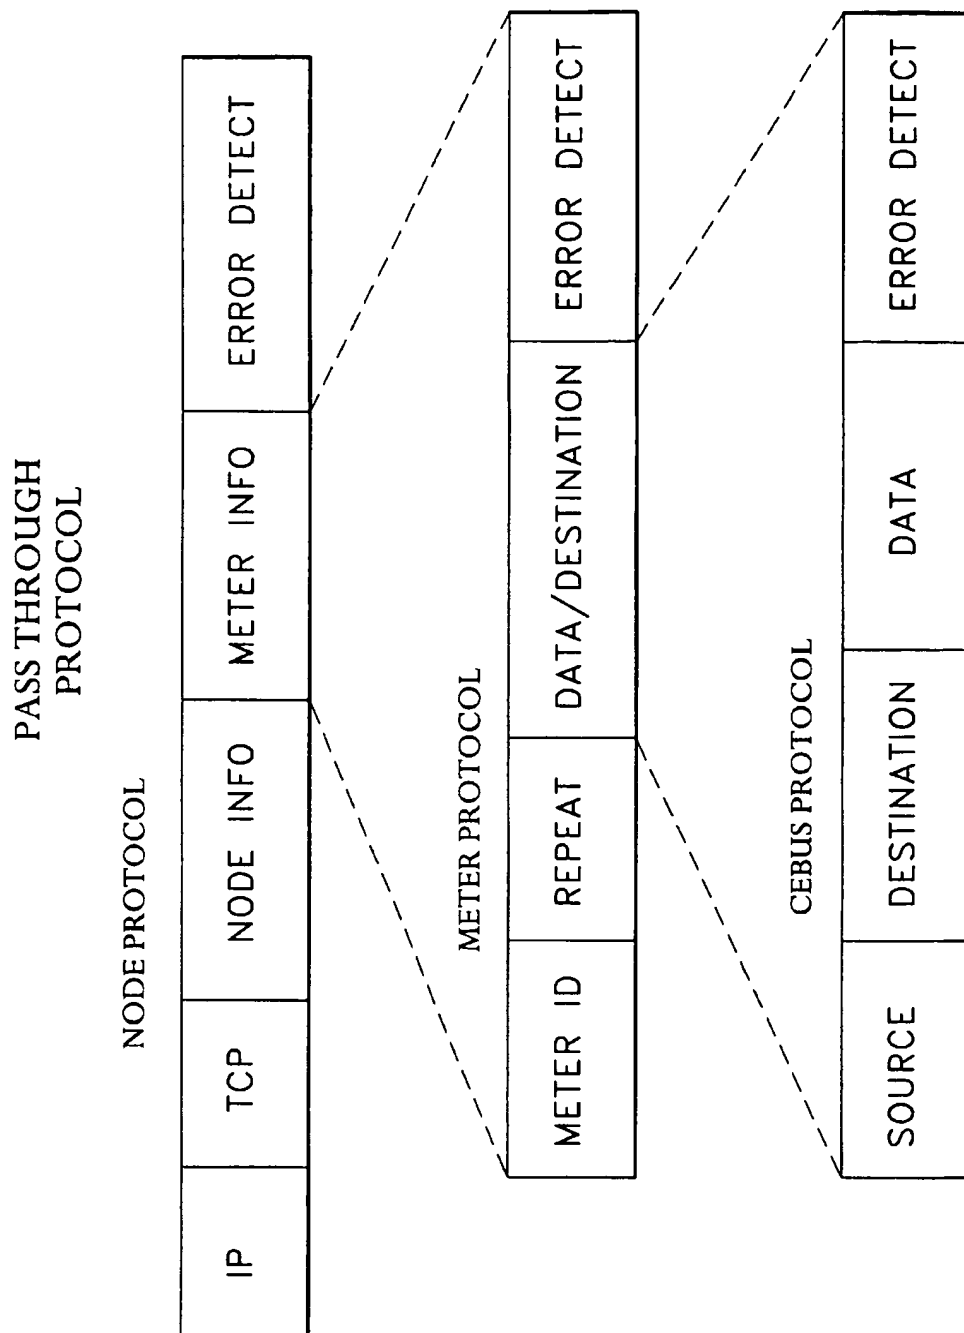 PASS THROUGH
PROTOCOL
NODE PROTOCOL
IP
TCP
NODE INFO
METER INFO
ERROR DETECT
METER PROTOCOL
METER ID
REPEAT
DATA/DESTINATION
ERROR DETECT
CEBUS PROTOCOL
SOURCE
DESTINATION
DATA
ERROR DETECT